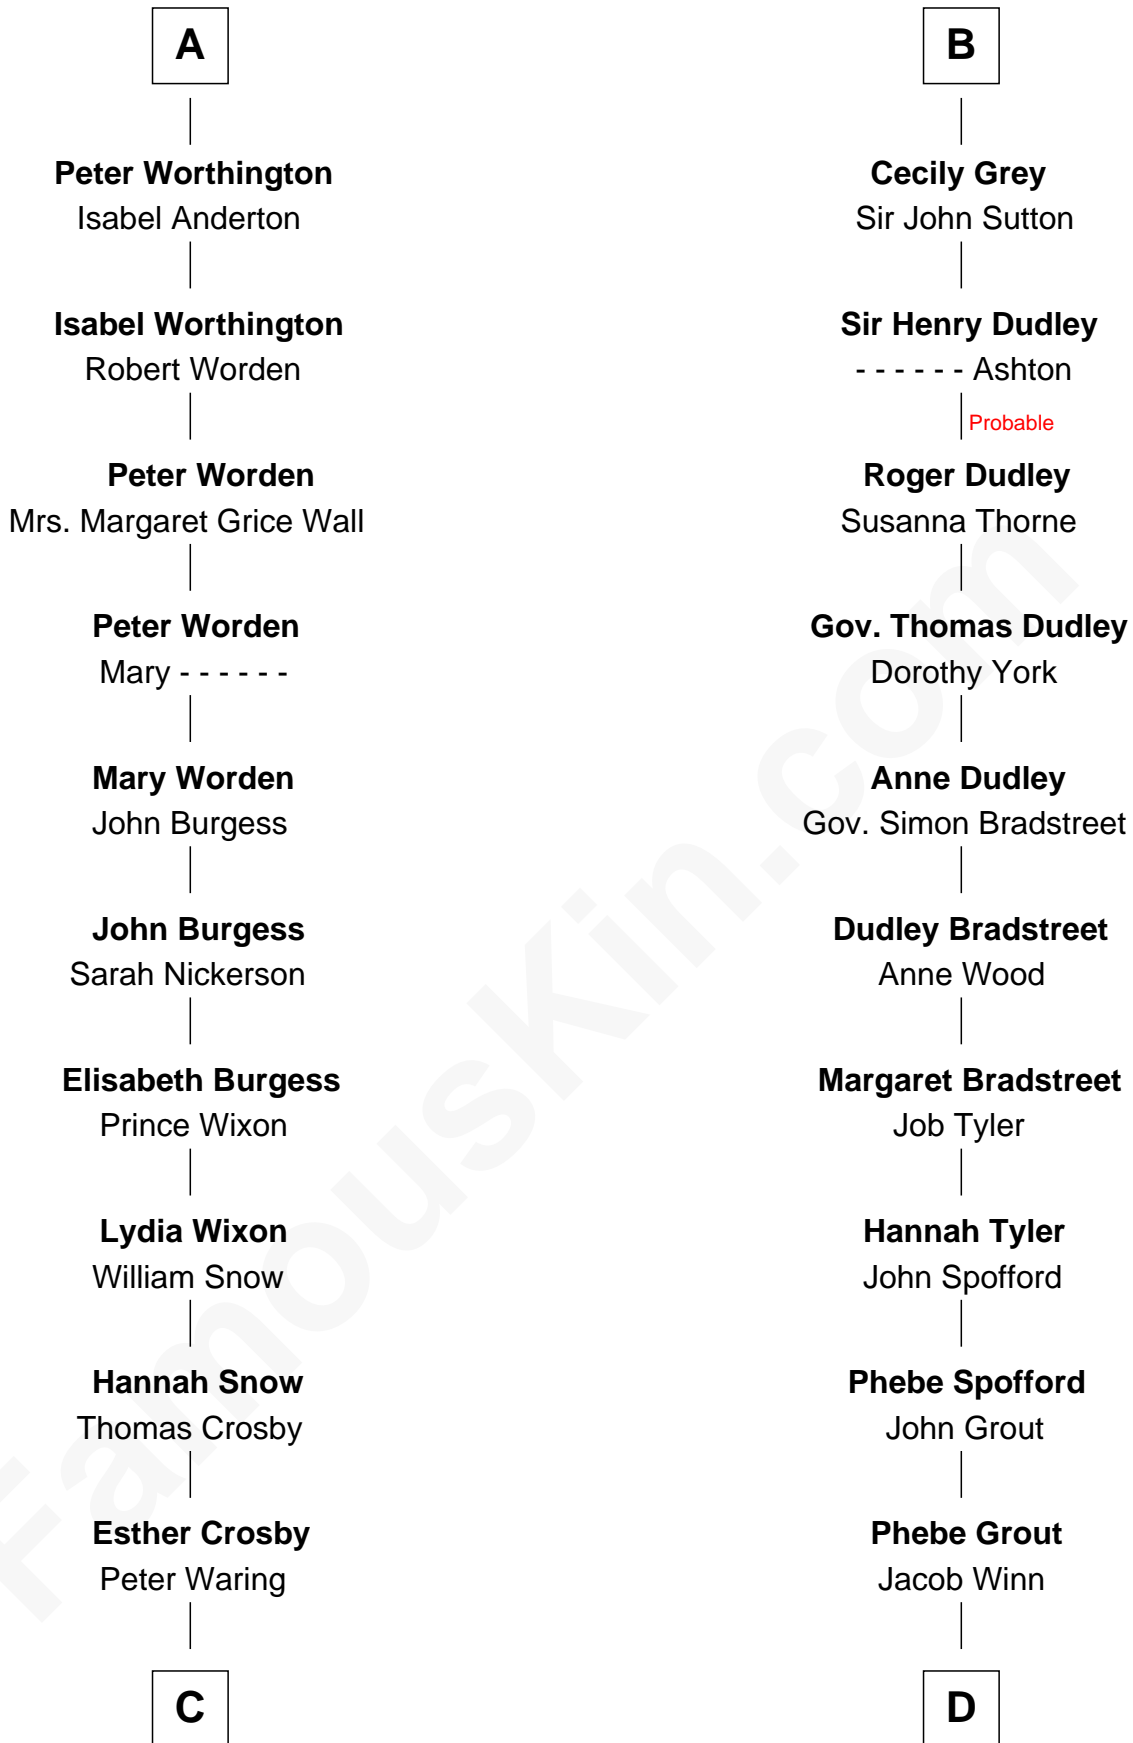 A
Peter Worthington
Isabel Anderton
Isabel Worthington
Robert Worden
Peter Worden
Mrs. Margaret Grice Wall
Peter Worden
Mary - - - - - -
Mary Worden
John Burgess
John Burgess
Sarah Nickerson
Elisabeth Burgess
Prince Wixon
Lydia Wixon
William Snow
Hannah Snow
Thomas Crosby
Esther Crosby
Peter Waring
C
B
Cecily Grey
Sir John Sutton
Sir Henry Dudley
- - - - - - Ashton
Probable
Roger Dudley
Susanna Thorne
Gov. Thomas Dudley
Dorothy York
Anne Dudley
Gov. Simon Bradstreet
Dudley Bradstreet
Anne Wood
Margaret Bradstreet
Job Tyler
Hannah Tyler
John Spofford
Phebe Spofford
John Grout
Phebe Grout
Jacob Winn
D
FamousKin.com